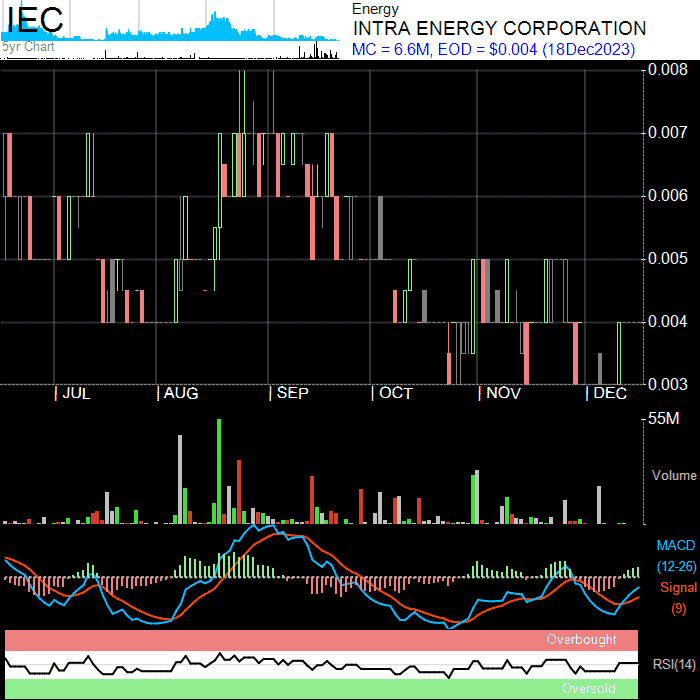 IEC
5yr Chart
Energy
INTRA ENERGY CORPORATION
MC = 6.6M, EOD = $0.004 (18Dec2023)
0.008
0.007
0.006
0.005
0.004
0.003
JUL AUG SEP OCT NOV DEC
55M
Volume
MACD
(12-26)
Signal
(9)
Overbought
RSI(14)
Oversold